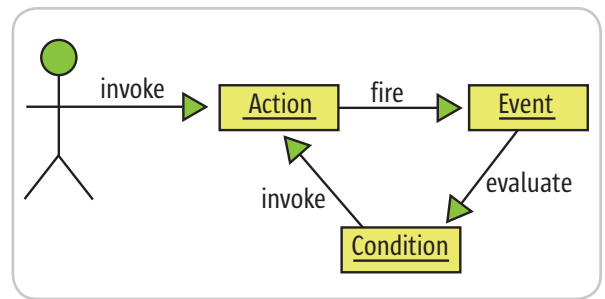 invoke
Action
fire
Event
invoke
evaluate
Condition